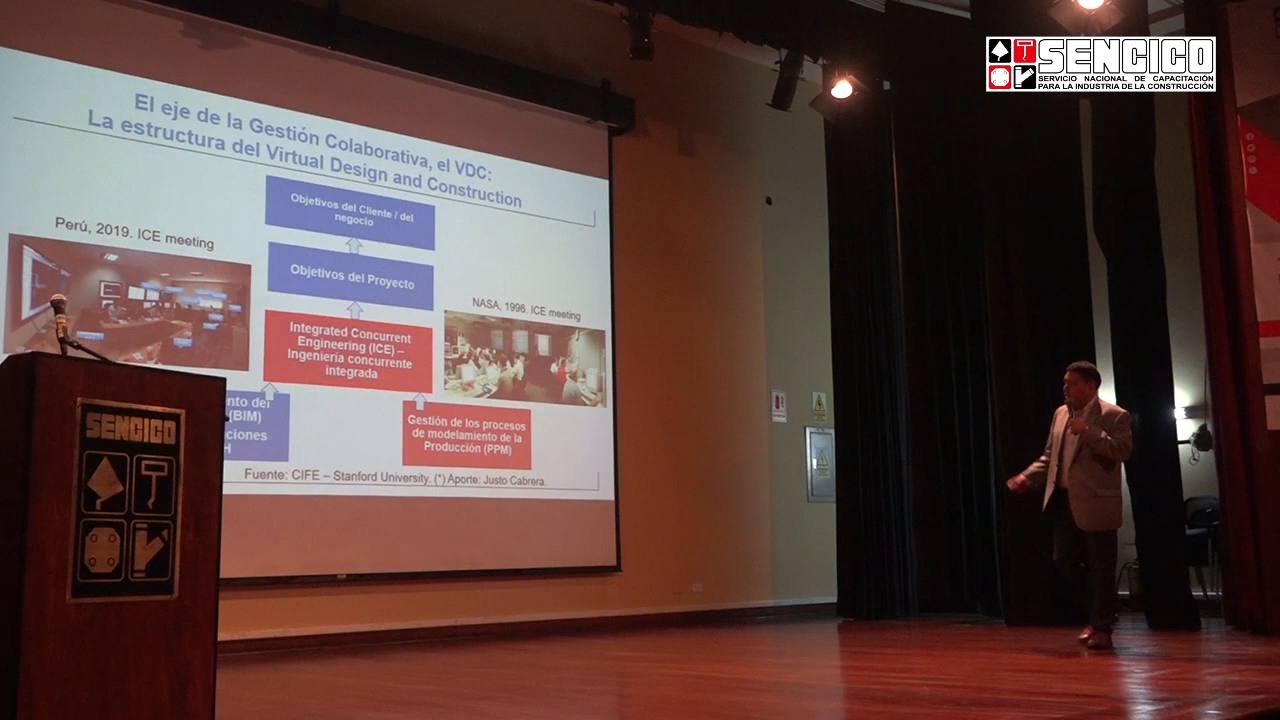 SENCICO
SERVICIO NACIONAL DE CAPACITACIÓN
PARA LA INDUSTRIA DE LA CONSTRUCCIÓN
El eje de la Gestión Colaborativa, el VDC:
La estructura del Virtual Design and Construction
Objetivos del Cliente / del
negocio
Perú, 2019. ICE meeting
Objetivos del Proyecto
NASA, 1996. ICE meeting
Integrated Concurrent
Engineering (ICE) –
Ingeniería concurrente
integrada
nto del
(BIM)
ciones
H
Gestión de los procesos
de modelamiento de la
Producción (PPM)
Fuente: CIFE – Stanford University. (*) Aporte: Justo Cabrera.
SENCICO